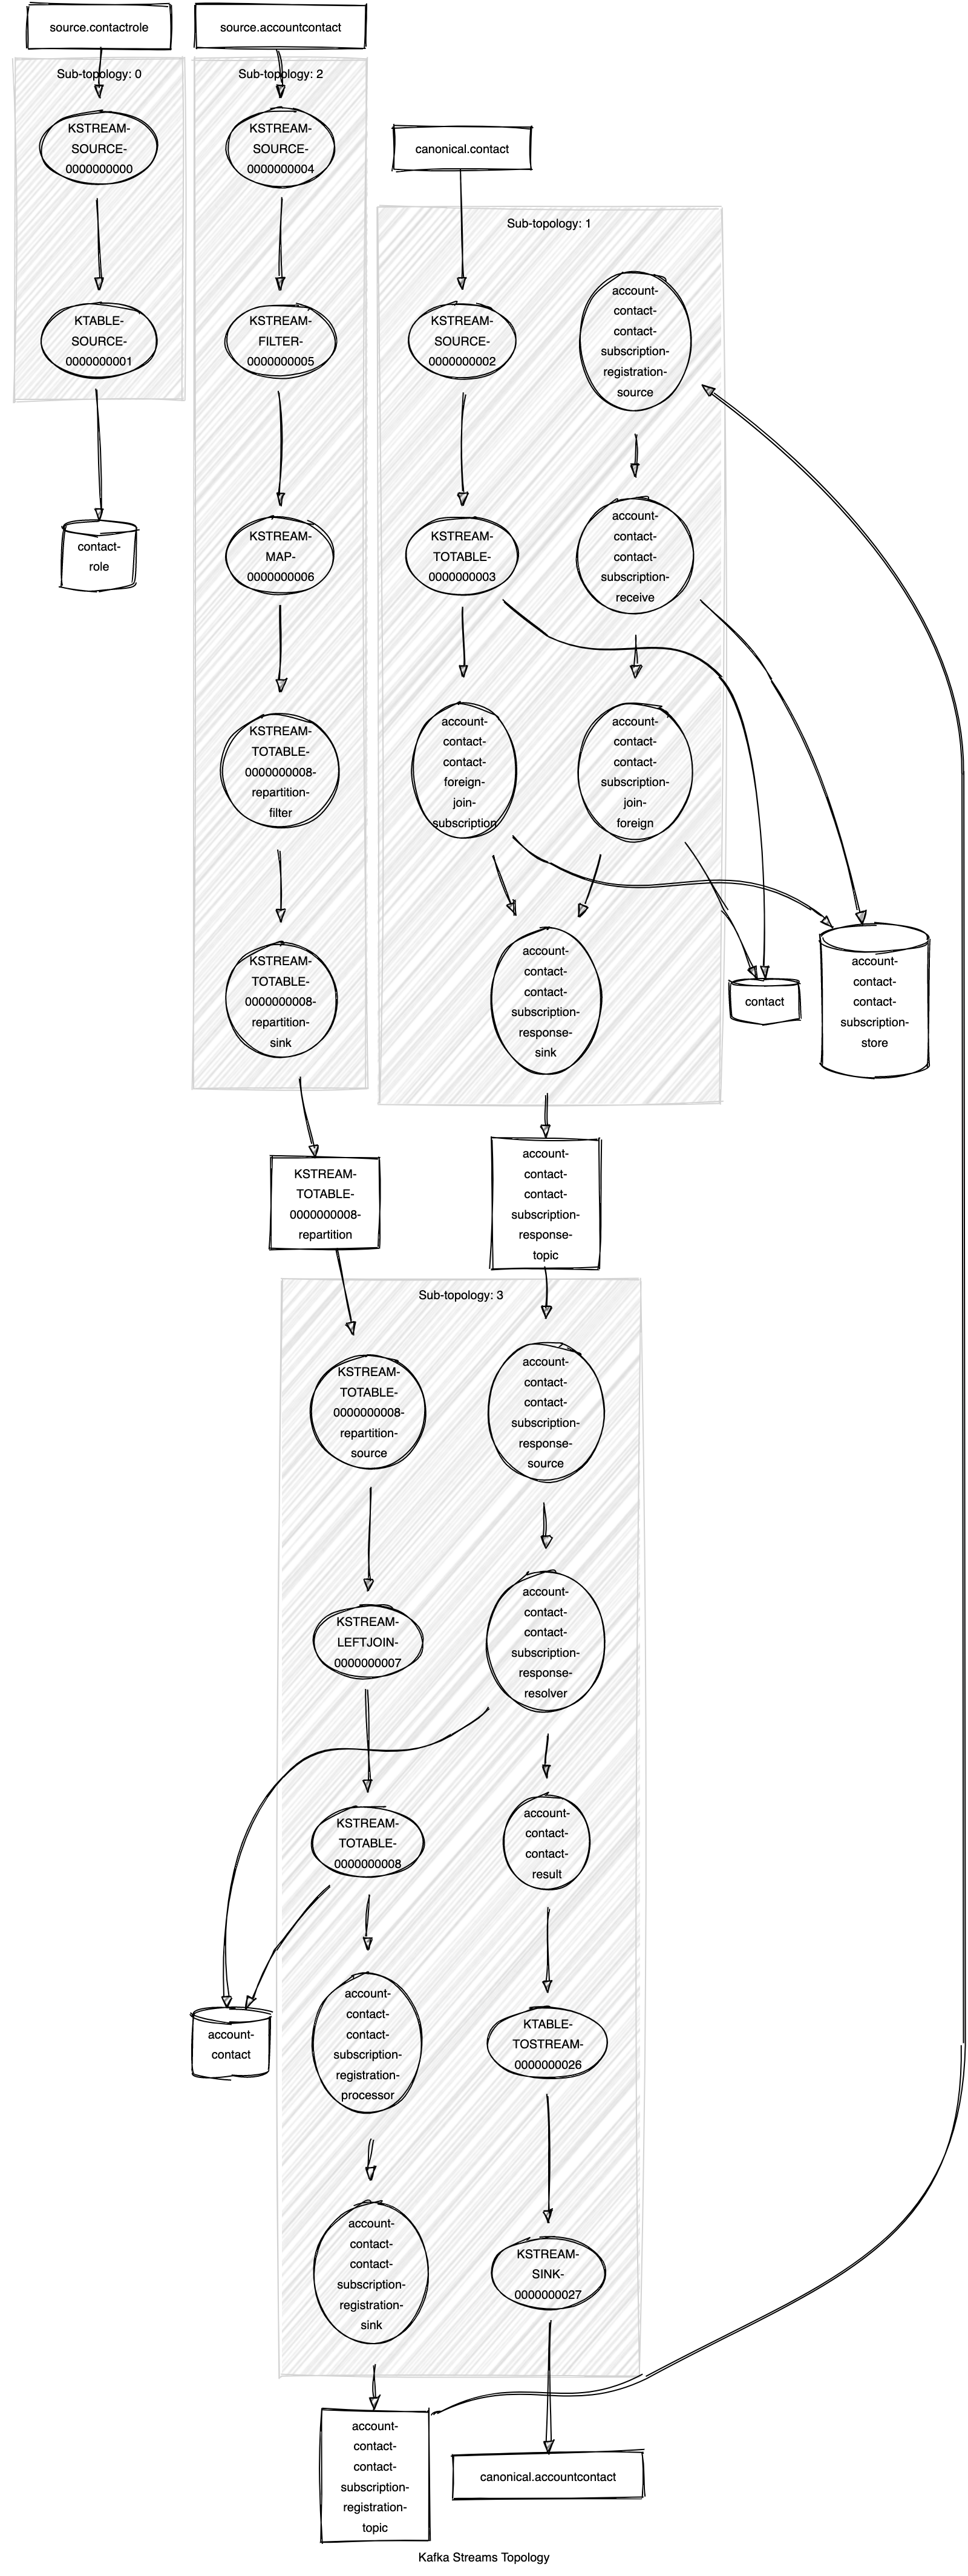 source.contactrole
source.accountcontact
Sub-topology: 0
Sub-topology: 2
KSTREAM-
SOURCE-
0000000000
KSTREAM-
SOURCE-
0000000004
canonical.contact
Sub-topology: 1
KTABLE-
SOURCE-
0000000001
KSTREAM-
FILTER-
0000000005
KSTREAM-
SOURCE-
0000000002
account-
contact-
contact-
subscription-
registration-
source
contact-
role
KSTREAM-
MAP-
0000000006
KSTREAM-
TOTABLE-
0000000003
account-
contact-
contact-
subscription-
receive
KSTREAM-
TOTABLE-
0000000008-
repartition-
filter
account-
contact-
contact-
foreign-
join-
subscription
account-
contact-
contact-
subscription-
join-
foreign
KSTREAM-
TOTABLE-
0000000008-
repartition-
sink
account-
contact-
contact-
subscription-
response-
sink
contact
account-
contact-
contact-
subscription-
store
KSTREAM-
TOTABLE-
0000000008-
repartition
account-
contact-
contact-
subscription-
response-
topic
Sub-topology: 3
KSTREAM-
TOTABLE-
0000000008-
repartition-
source
account-
contact-
contact-
subscription-
response-
source
KSTREAM-
LEFTJOIN-
0000000007
account-
contact-
contact-
subscription-
response-
resolver
KSTREAM-
TOTABLE-
0000000008
account-
contact-
contact-
result
account-
contact
account-
contact-
contact-
subscription-
registration-
processor
KTABLE-
TOSTREAM-
0000000026
account-
contact-
contact-
subscription-
registration-
sink
KSTREAM-
SINK-
0000000027
account-
contact-
contact-
subscription-
registration-
topic
canonical.accountcontact
Kafka Streams Topology